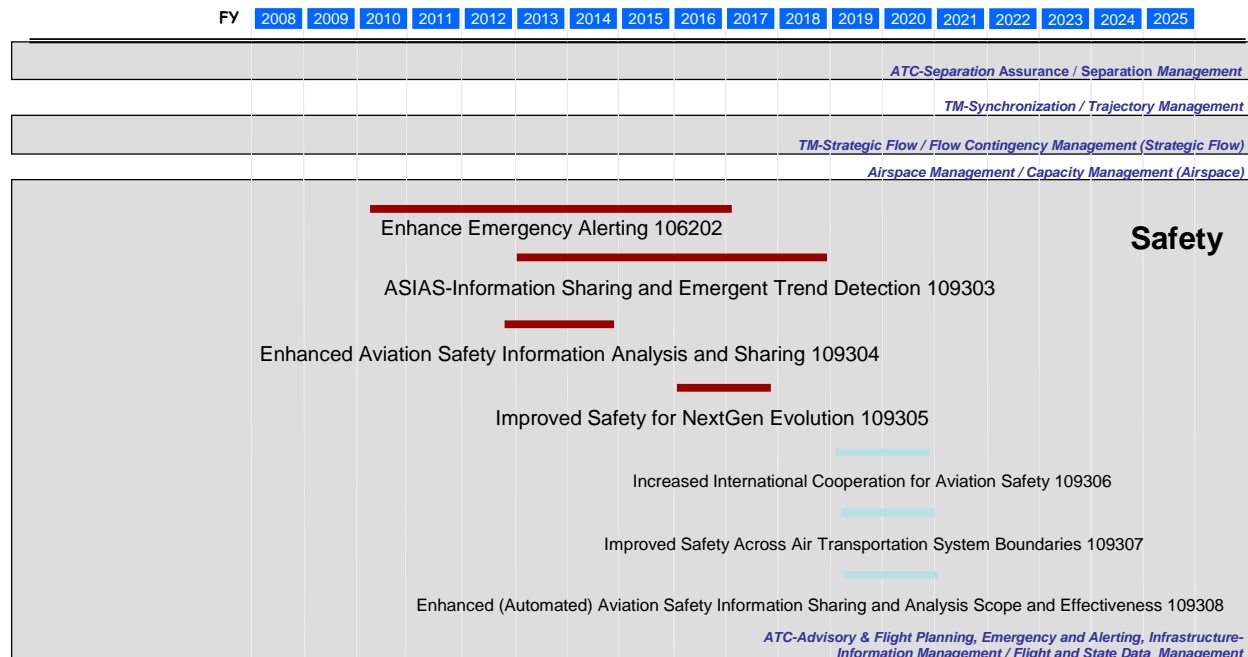 FY 2008 2009 2010 2011 2012 2013 2014 2015 2016 2017 2018 2019 2020 2021 2022 2023 2024 2025
ATC-Separation Assurance / Separation Management
TM-Synchronization / Trajectory Management
TM-Strategic Flow / Flow Contingency Management (Strategic Flow)
Airspace Management / Capacity Management (Airspace)
Safety
Enhance Emergency Alerting 106202
ASIAS-Information Sharing and Emergent Trend Detection 109303
Enhanced Aviation Safety Information Analysis and Sharing 109304
Improved Safety for NextGen Evolution 109305
Increased International Cooperation for Aviation Safety 109306
Improved Safety Across Air Transportation System Boundaries 109307
Enhanced (Automated) Aviation Safety Information Sharing and Analysis Scope and Effectiveness 109308
ATC-Advisory & Flight Planning, Emergency and Alerting, Infrastructure-
Information Management / Flight and State Data Management